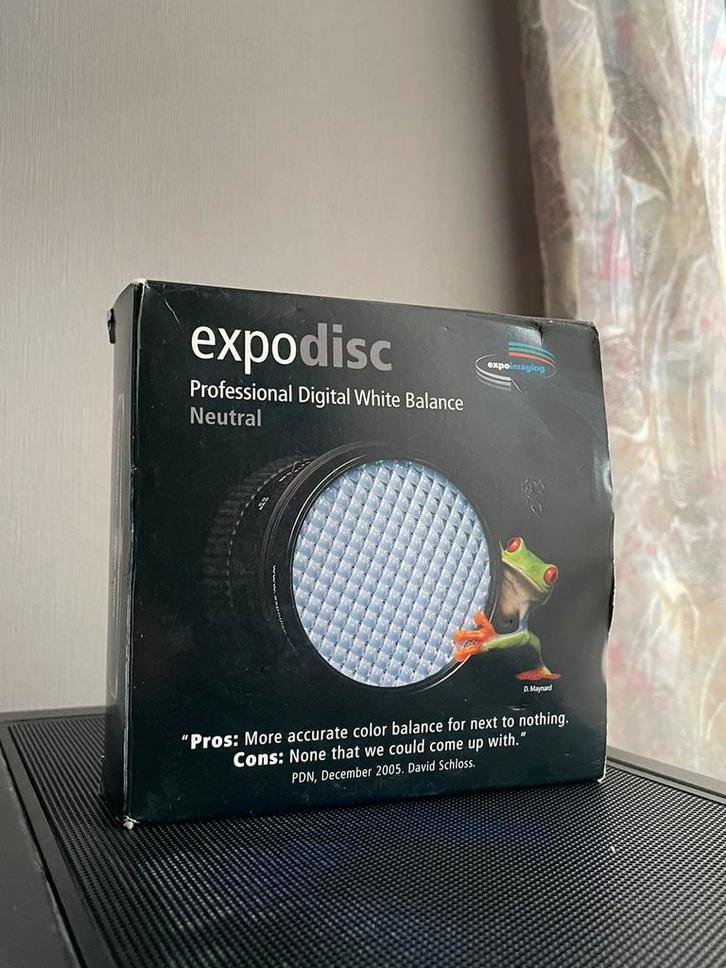 expodisc
expoimaging
Professional Digital White Balance
Neutral
D. Maynard
“Pros: More accurate color balance for next to nothing.
Cons: None that we could come up with.”
PDN, December 2005. David Schloss.